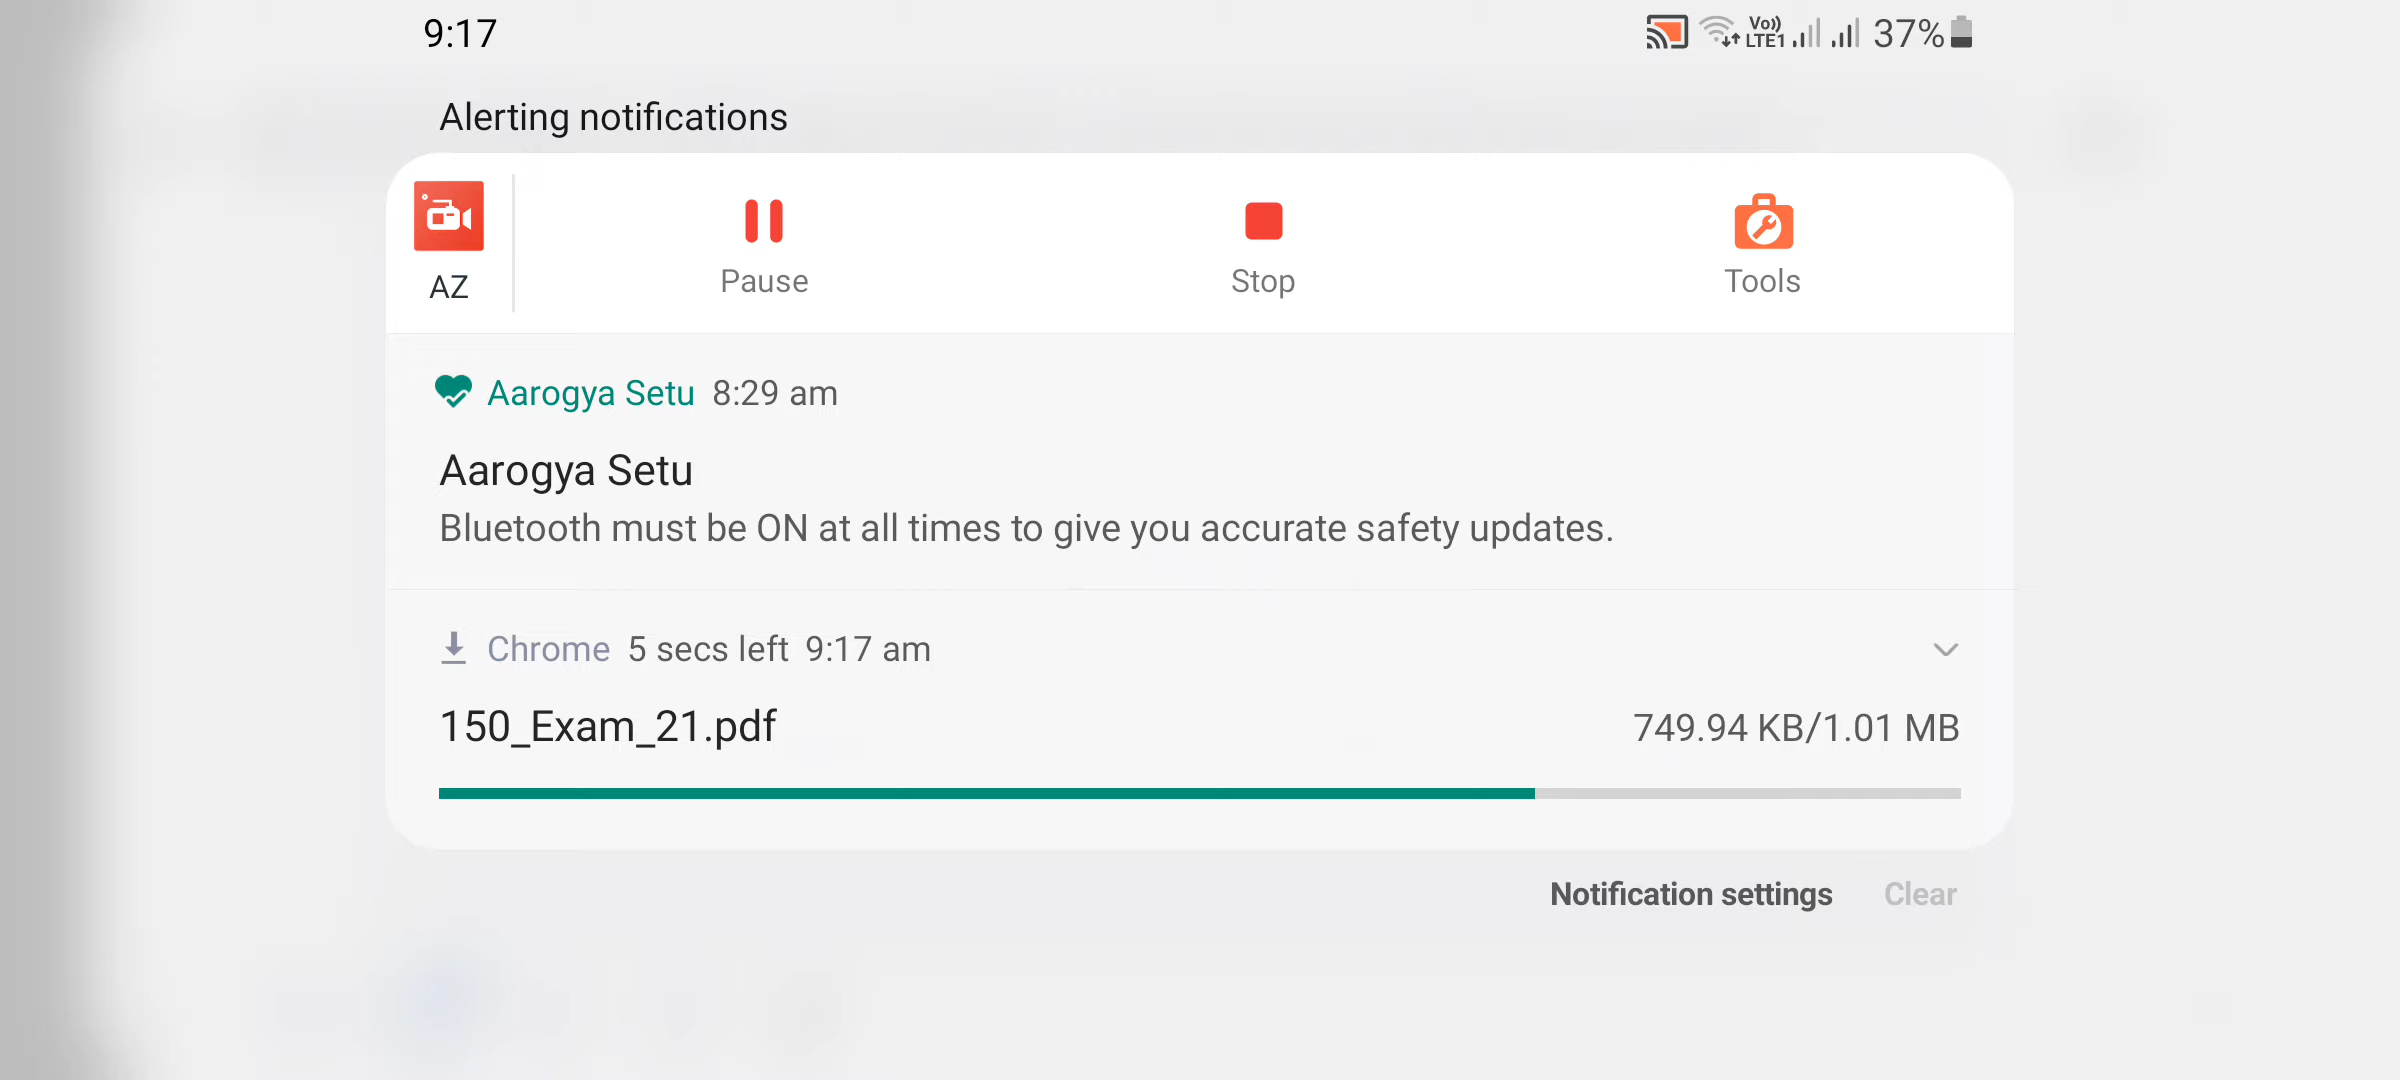 9:17
Vo)) LTE1 37%
Alerting notifications
AZ
Pause
Stop
Tools
Aarogya Setu 8:29 am
Aarogya Setu
Bluetooth must be ON at all times to give you accurate safety updates.
Chrome 5 secs left 9:17 am
150_Exam_21.pdf 749.94 KB/1.01 MB
Notification settings Clear